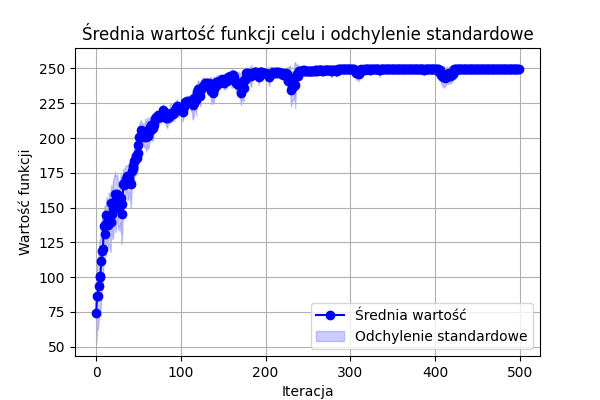 Średnia wartość funkcji celu i odchylenie standardowe
Wartość funkcji
250
225
200
175
150
125
100
75
50
0 100 200 300 400 500
Iteracja
Średnia wartość
Odchylenie standardowe